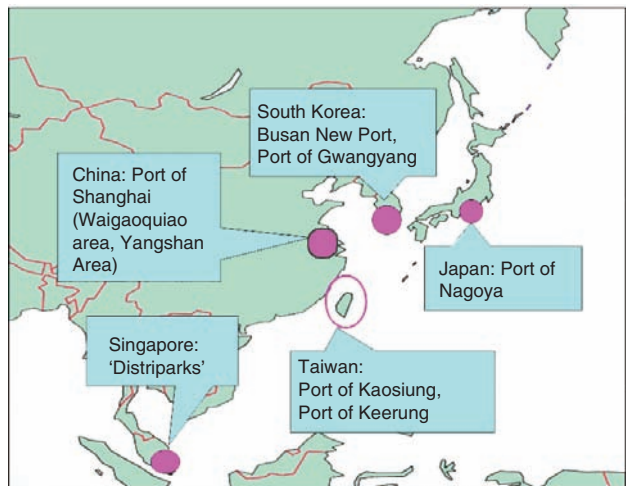 South Korea:
Busan New Port,
Port of Gwangyang
China: Port of
Shanghai
(Waigaoquiao
area, Yangshan
Area)
Japan: Port of
Nagoya
Singapore:
‘Distriparks’
Taiwan:
Port of Kaosiung,
Port of Keerung